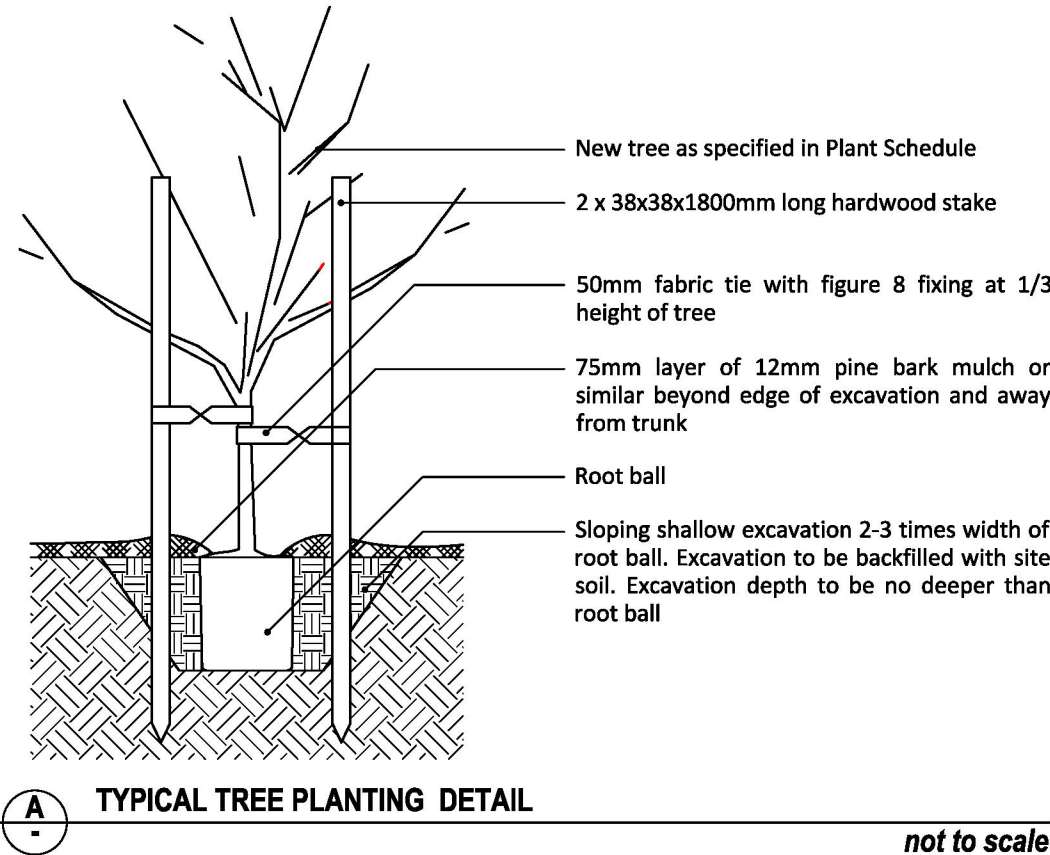 New tree as specified in Plant Schedule
2 x 38x38x1800mm long hardwood stake
50mm fabric tie with figure 8 fixing at 1/3
height of tree
75mm layer of 12mm pine bark mulch or
similar beyond edge of excavation and away
from trunk
Root ball
Sloping shallow excavation 2-3 times width of
root ball. Excavation to be backfilled with site
soil. Excavation depth to be no deeper than
root ball
A
-
TYPICAL TREE PLANTING DETAIL
not to scale